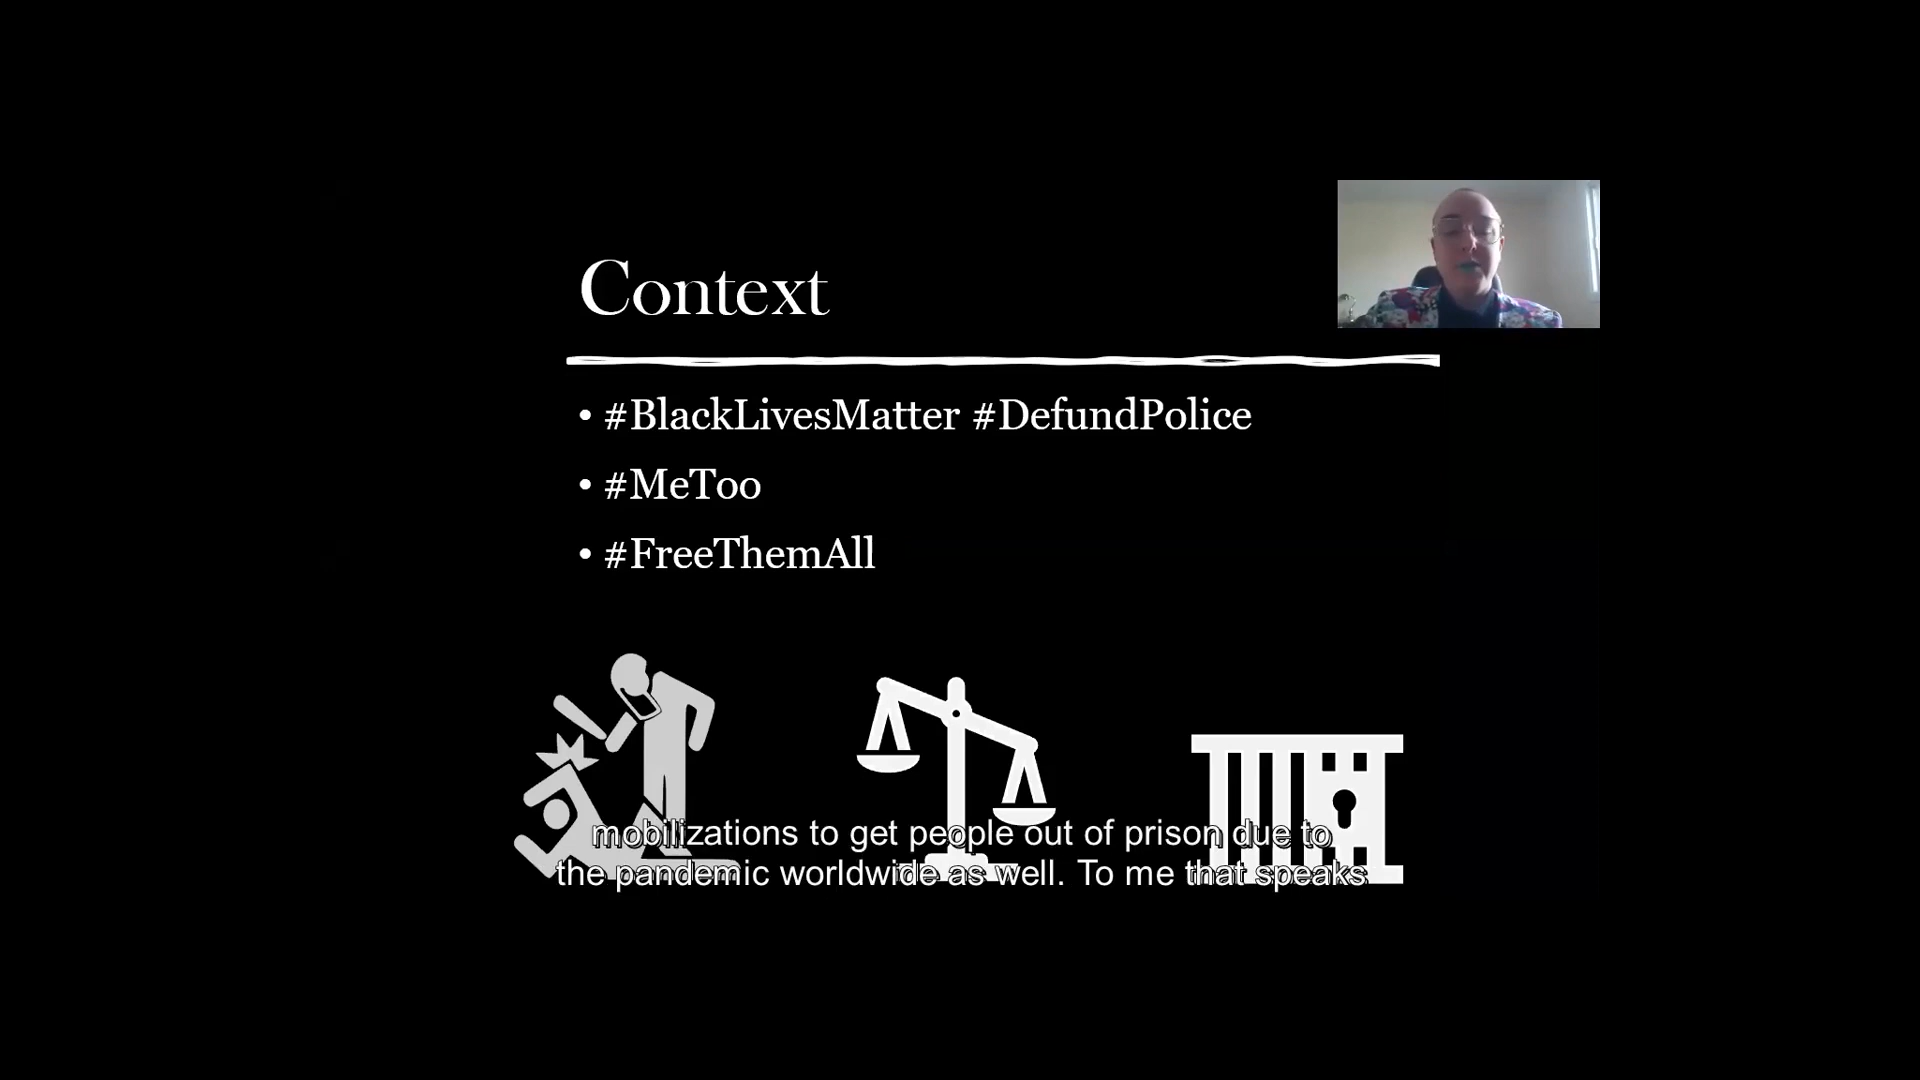 Context
• #BlackLivesMatter #DefundPolice
• #MeToo
• #FreeThemAll
mobilizations to get people out of prison due to
the pandemic worldwide as well. To me that speaks